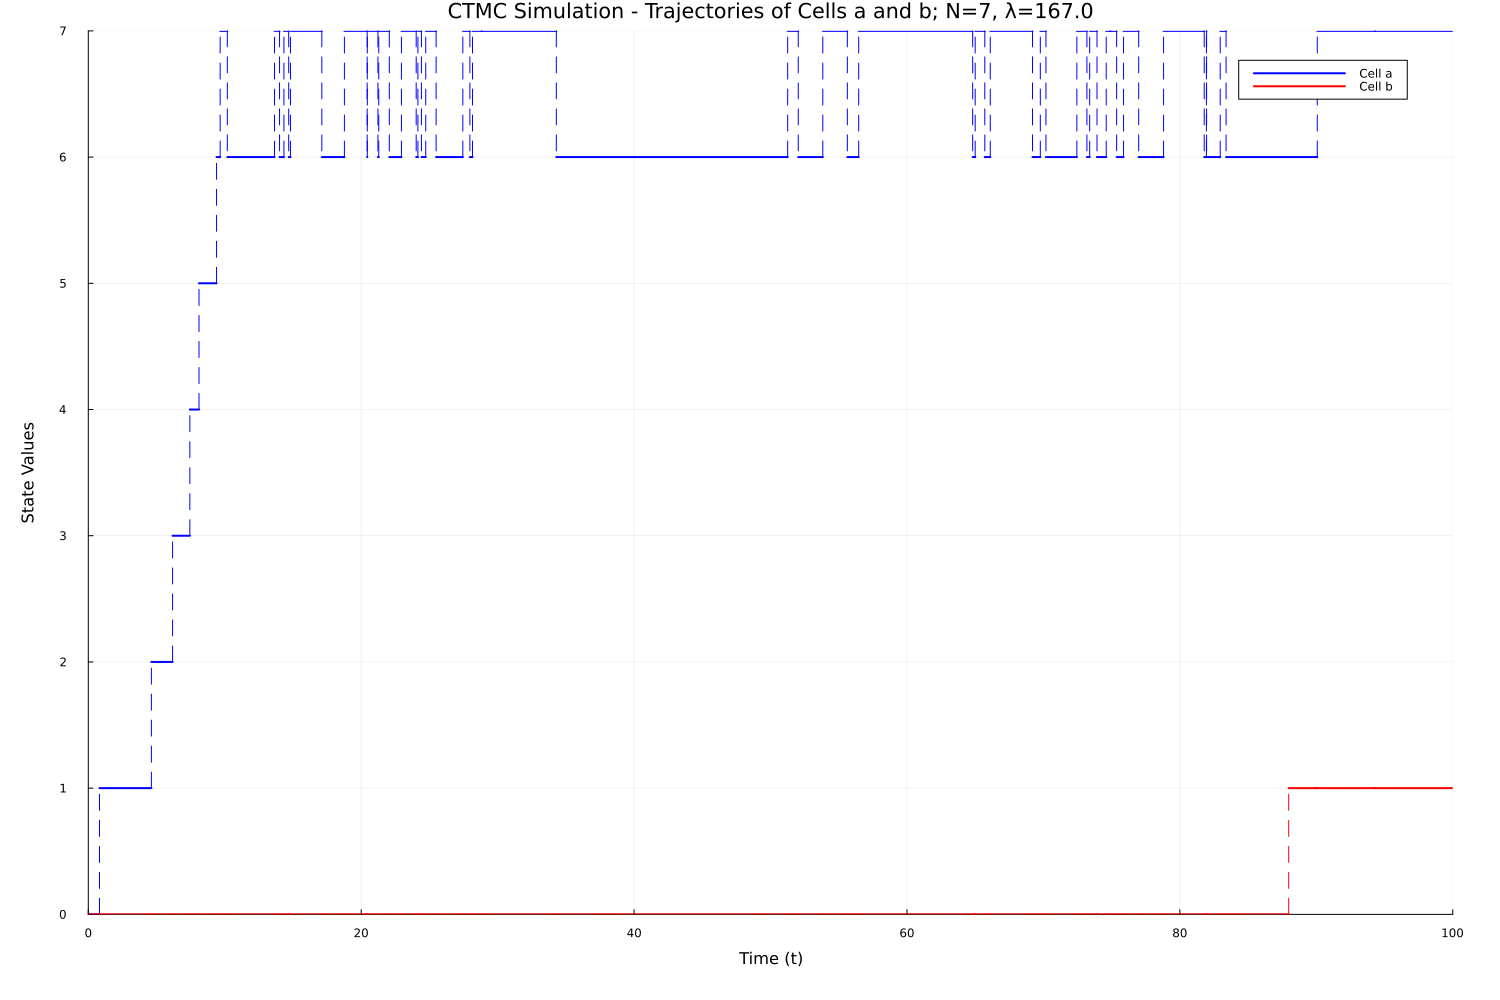 CTMC Simulation - Trajectories of Cells a and b; N=7, λ=167.0
7
Cell a
Cell b
6
5
4
State Values
3
2
1
0
0 20 40 60 80 100
Time (t)